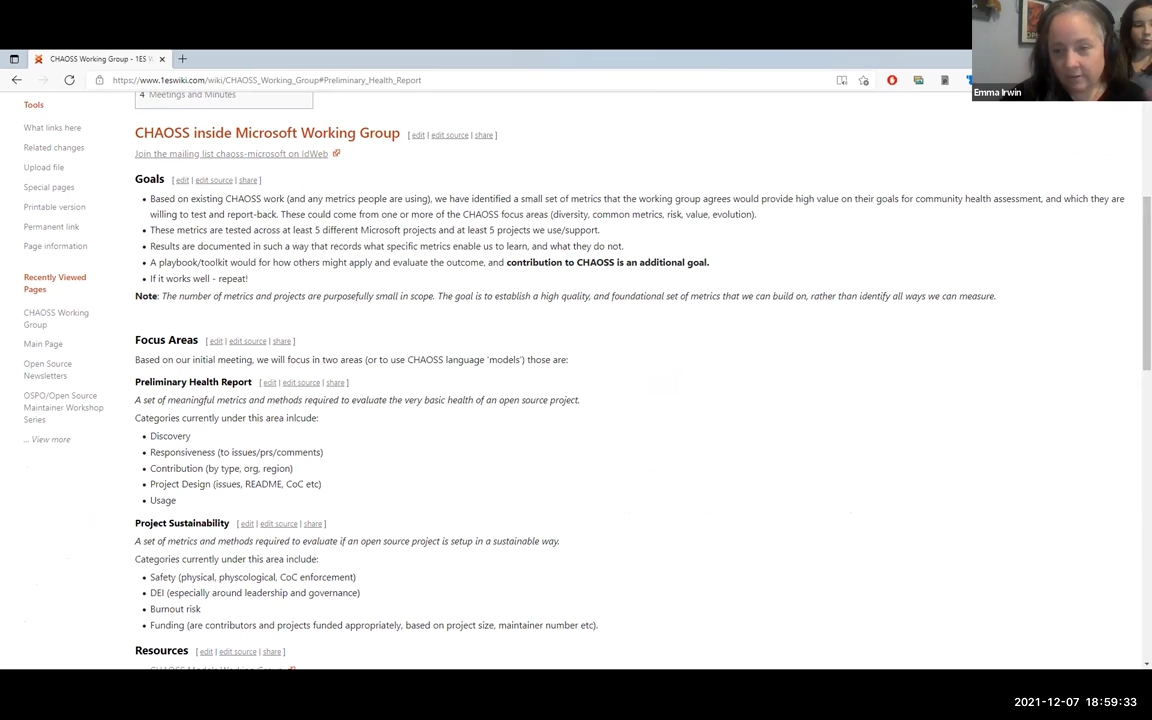 CHAOSS Working Group - 1ES W
https://www.1eswiki.com/wiki/CHAOSS_Working_Group#Preliminary_Health_Report
Emma Irwin
Tools
What links here
Related changes
Upload file
Special pages
Printable version
Permanent link
Page information
Recently Viewed
Pages
CHAOSS Working
Group
Main Page
Open Source
Newsletters
OSPO/Open Source
Maintainer Workshop
Series
... View more
4 Meetings and Minutes
CHAOSS inside Microsoft Working Group [ edit | edit source | share ]
Join the mailing list chaoss-microsoft on IdWeb
Goals [ edit | edit source | share ]
• Based on existing CHAOSS work (and any metrics people are using), we have identified a small set of metrics that the working group agrees would provide high value on their goals for community health assessment, and which they are
willing to test and report-back. These could come from one or more of the CHAOSS focus areas (diversity, common metrics, risk, value, evolution).
• These metrics are tested across at least 5 different Microsoft projects and at least 5 projects we use/support.
• Results are documented in such a way that records what specific metrics enable us to learn, and what they do not.
• A playbook/toolkit would for how others might apply and evaluate the outcome, and contribution to CHAOSS is an additional goal.
• If it works well - repeat!
Note: The number of metrics and projects are purposefully small in scope. The goal is to establish a high quality, and foundational set of metrics that we can build on, rather than identify all ways we can measure.
Focus Areas [ edit | edit source | share ]
Based on our initial meeting, we will focus in two areas (or to use CHAOSS language 'models') those are:
Preliminary Health Report [ edit | edit source | share ]
A set of meaningful metrics and methods required to evaluate the very basic health of an open source project.
Categories currently under this area inlcude:
• Discovery
• Responsiveness (to issues/prs/comments)
• Contribution (by type, org, region)
• Project Design (issues, README, CoC etc)
• Usage
Project Sustainability [ edit | edit source | share ]
A set of metrics and methods required to evaluate if an open source project is setup in a sustainable way.
Categories currently under this area include:
• Safety (physical, physcological, CoC enforcement)
• DEI (especially around leadership and governance)
• Burnout risk
• Funding (are contributors and projects funded appropriately, based on project size, maintainer number etc).
Resources [ edit | edit source | share ]
CHAOSS Models Working Group
2021-12-07 18:59:33